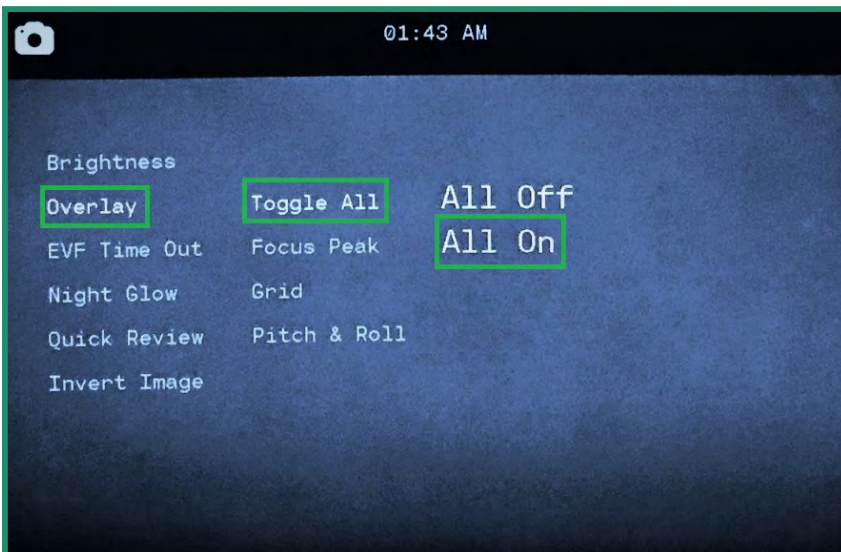 01:43 AM
Brightness
Overlay
EVF Time Out
Night Glow
Quick Review
Invert Image
Toggle All
Focus Peak
Grid
Pitch & Roll
All Off
All On